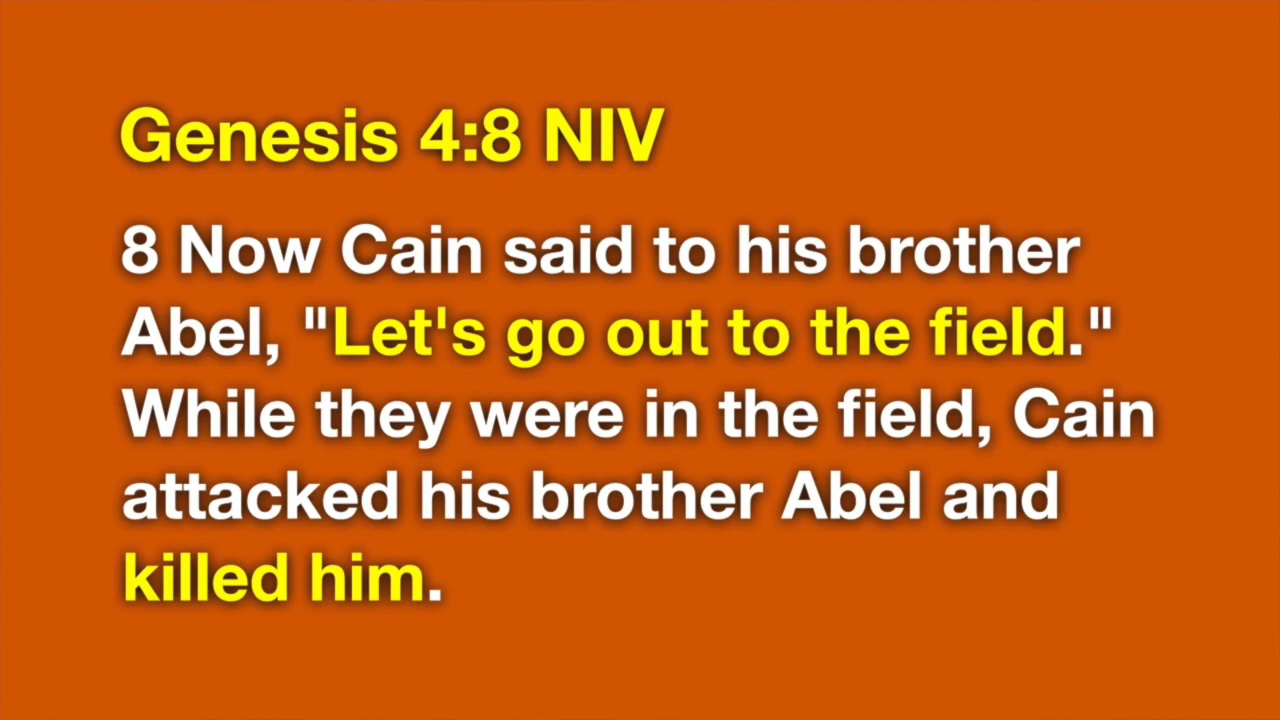 Genesis 4:8 NIV
8 Now Cain said to his brother
Abel, "Let's go out to the field."
While they were in the field, Cain
attacked his brother Abel and
killed him.